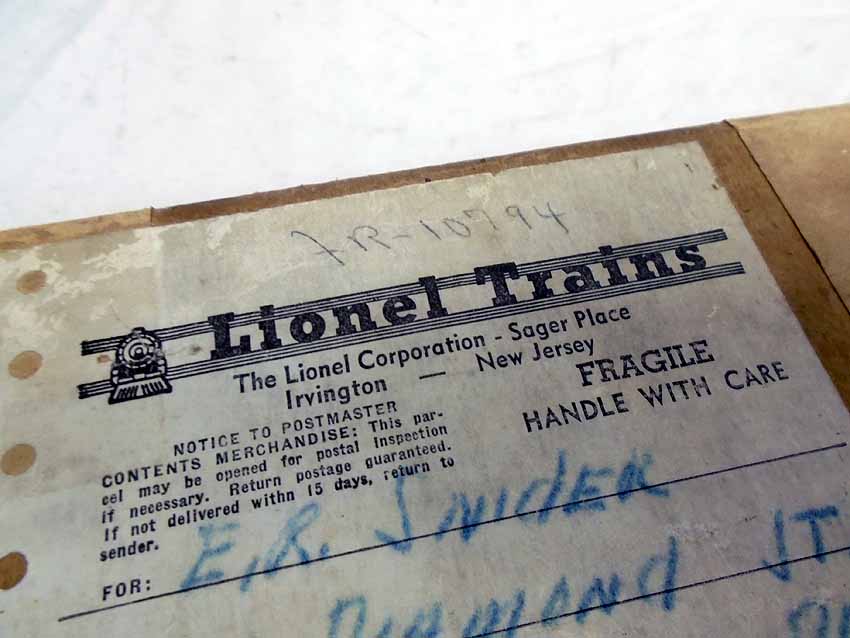 FR-10794
Lionel Trains
The Lionel Corporation - Sager Place
Irvington — New Jersey
FRAGILE
HANDLE WITH CARE
NOTICE TO POSTMASTER
CONTENTS MERCHANDISE: This par-
cel may be opened for postal inspection
if necessary. Return postage guaranteed.
If not delivered withn 15 days, return to
sender.
FOR: E.R. SNIDER
DIAMOND ST